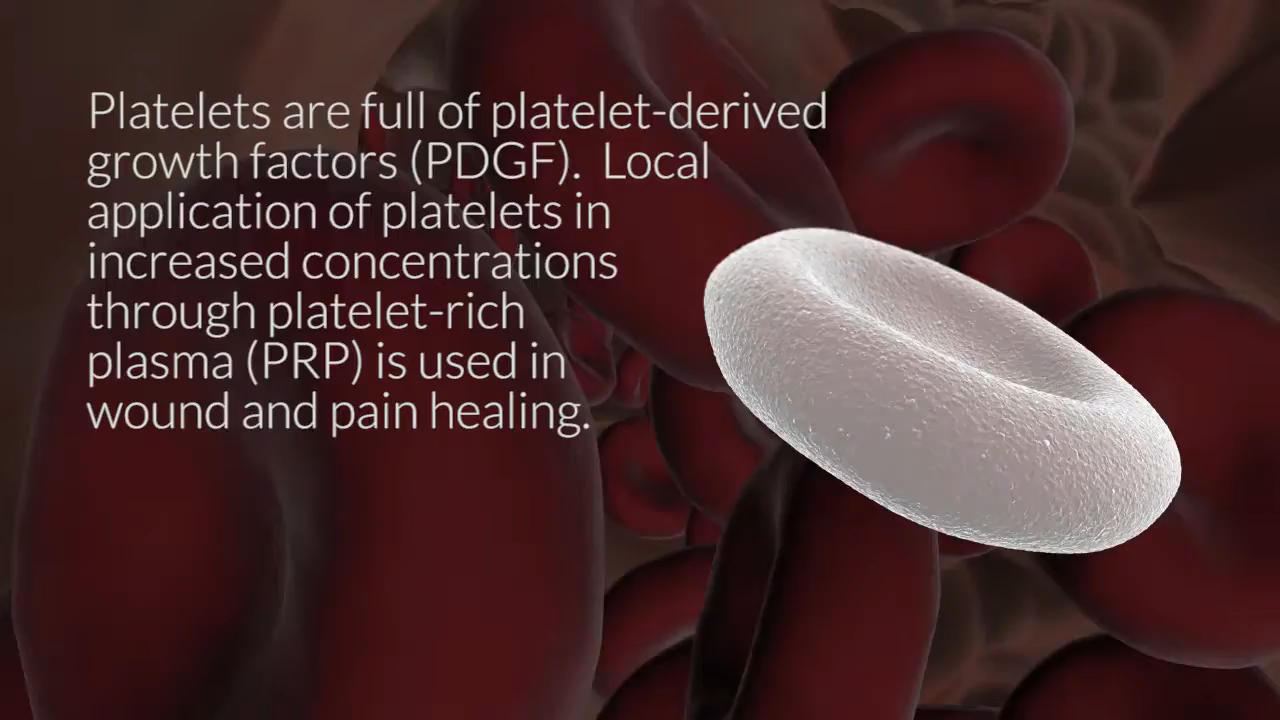 Platelets are full of platelet-derived
growth factors (PDGF).  Local
application of platelets in
increased concentrations
through platelet-rich
plasma (PRP) is used in
wound and pain healing.